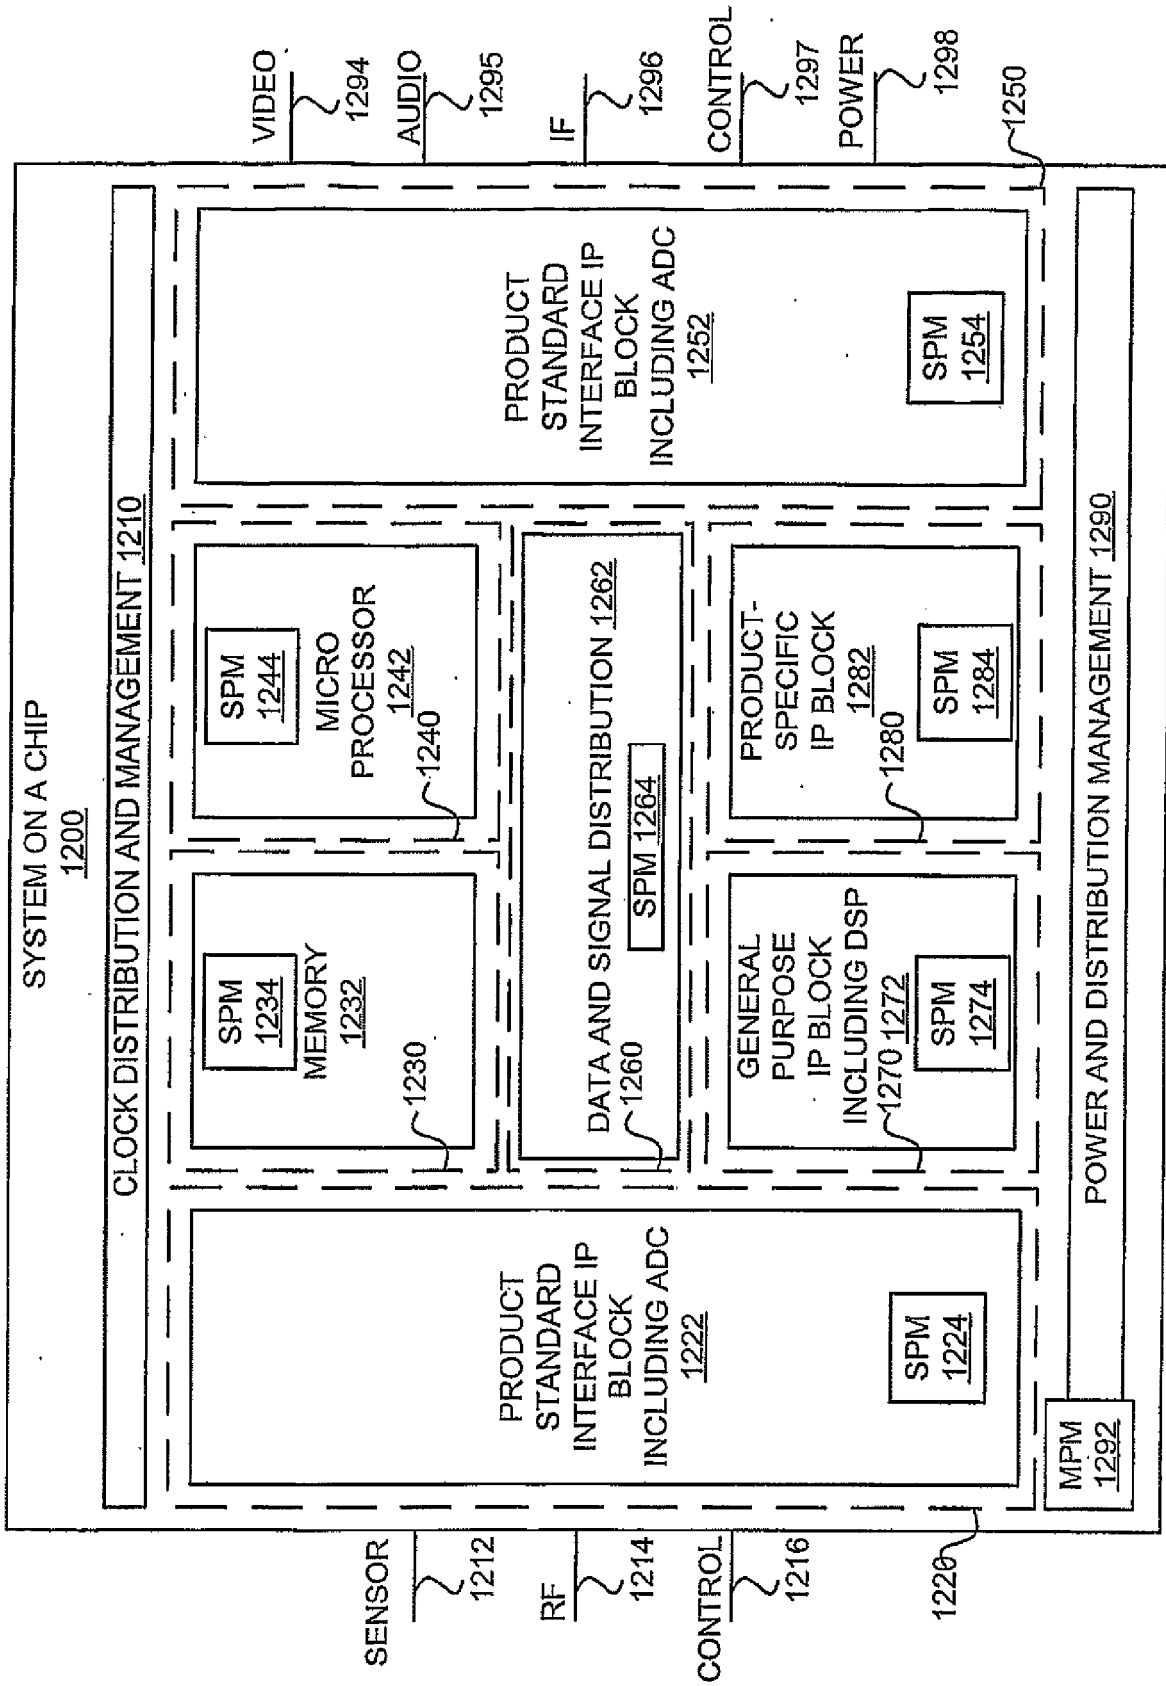 SYSTEM ON A CHIP
1200
CLOCK DISTRIBUTION AND MANAGEMENT 1210
SENSOR
1212
RF
1214
CONTROL
1216
1220
PRODUCT
STANDARD
INTERFACE IP
BLOCK
INCLUDING ADC
1222
SPM
1224
SPM
1234
MEMORY
1232
1230
SPM
1244
MICRO
PROCESSOR
1242
1240
DATA AND SIGNAL DISTRIBUTION 1262
1260
SPM 1264
GENERAL
PURPOSE
IP BLOCK
INCLUDING DSP
1270 1272
SPM
1274
PRODUCT-
SPECIFIC
IP BLOCK
1282
1280
SPM
1284
PRODUCT
STANDARD
INTERFACE IP
BLOCK
INCLUDING ADC
1252
SPM
1254
VIDEO
1294
AUDIO
1295
IF
1296
CONTROL
1297
POWER
1298
1250
MPM
1292
POWER AND DISTRIBUTION MANAGEMENT 1290